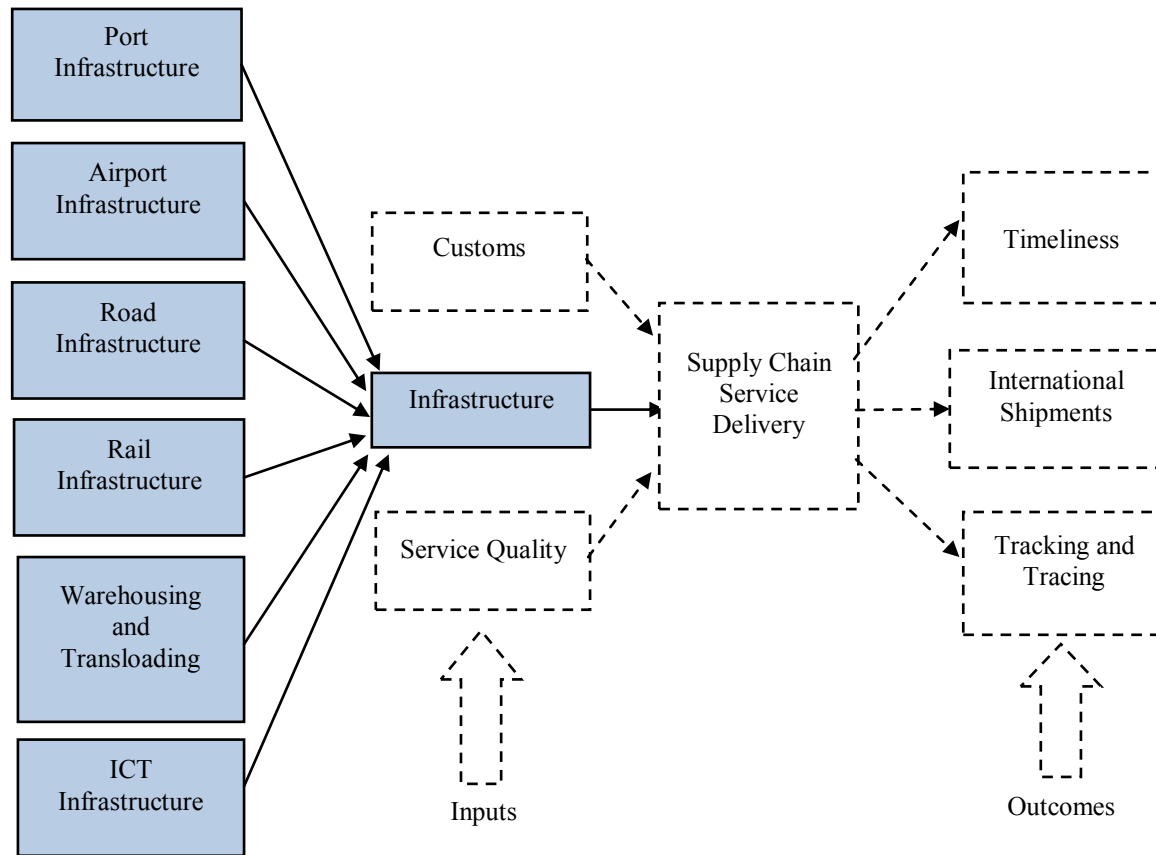 Port
Infrastructure
Airport
Infrastructure
Road
Infrastructure
Rail
Infrastructure
Warehousing
and
Transloading
ICT
Infrastructure
Customs
Infrastructure
Service Quality
Inputs
Supply Chain
Service
Delivery
Timeliness
International
Shipments
Tracking and
Tracing
Outcomes